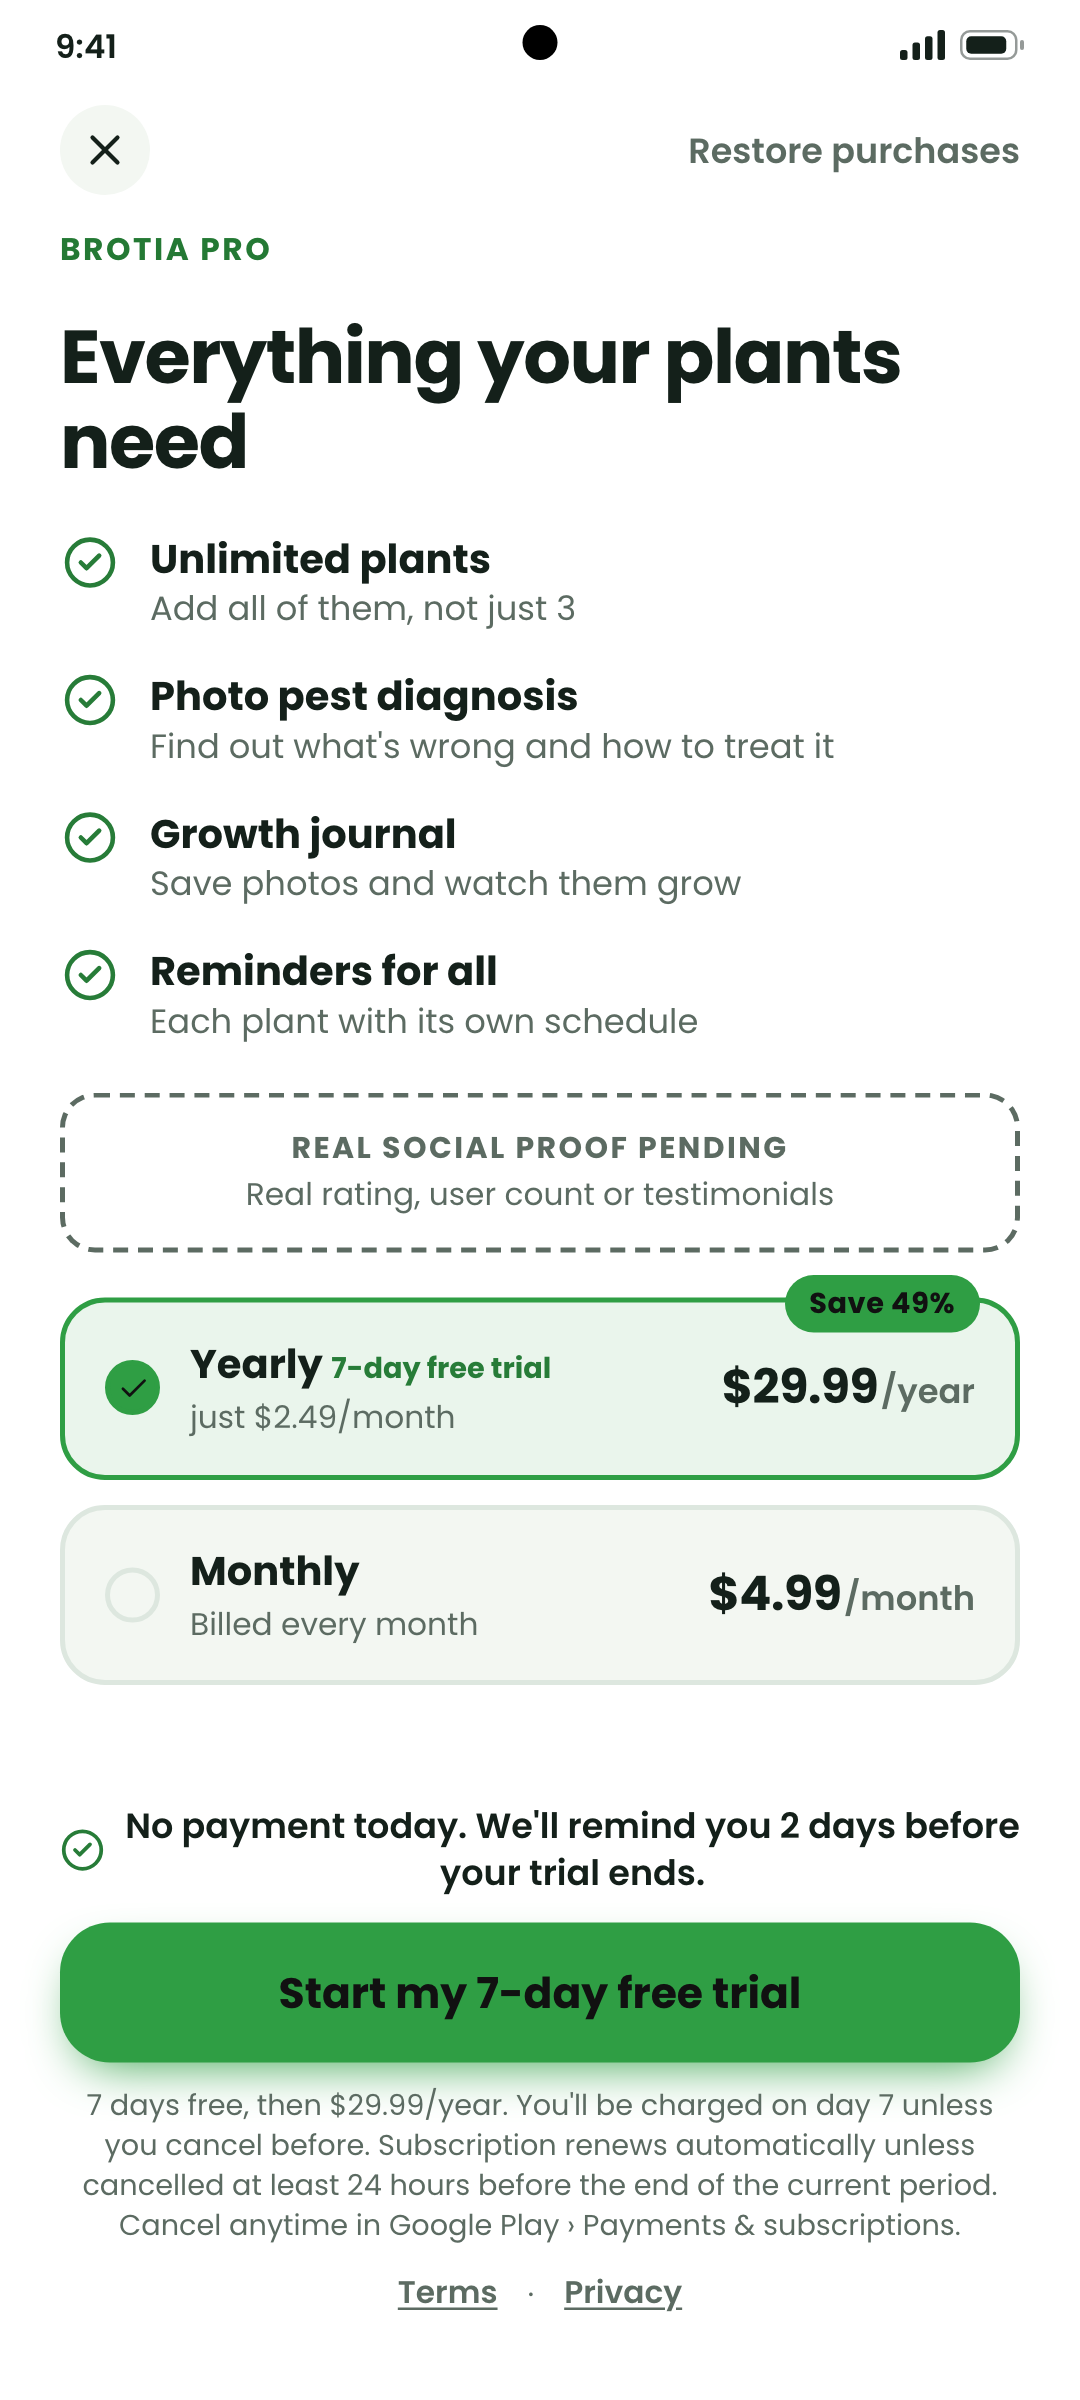 9:41
Restore purchases
BROTIA PRO
Everything your plants
need
Unlimited plants
Add all of them, not just 3
Photo pest diagnosis
Find out what's wrong and how to treat it
Growth journal
Save photos and watch them grow
Reminders for all
Each plant with its own schedule
REAL SOCIAL PROOF PENDING
Real rating, user count or testimonials
Save 49%
Yearly 7-day free trial
just $2.49/month
$29.99/year
Monthly
Billed every month
$4.99/month
No payment today. We'll remind you 2 days before
your trial ends.
Start my 7-day free trial
7 days free, then $29.99/year. You'll be charged on day 7 unless
you cancel before. Subscription renews automatically unless
cancelled at least 24 hours before the end of the current period.
Cancel anytime in Google Play › Payments & subscriptions.
Terms · Privacy